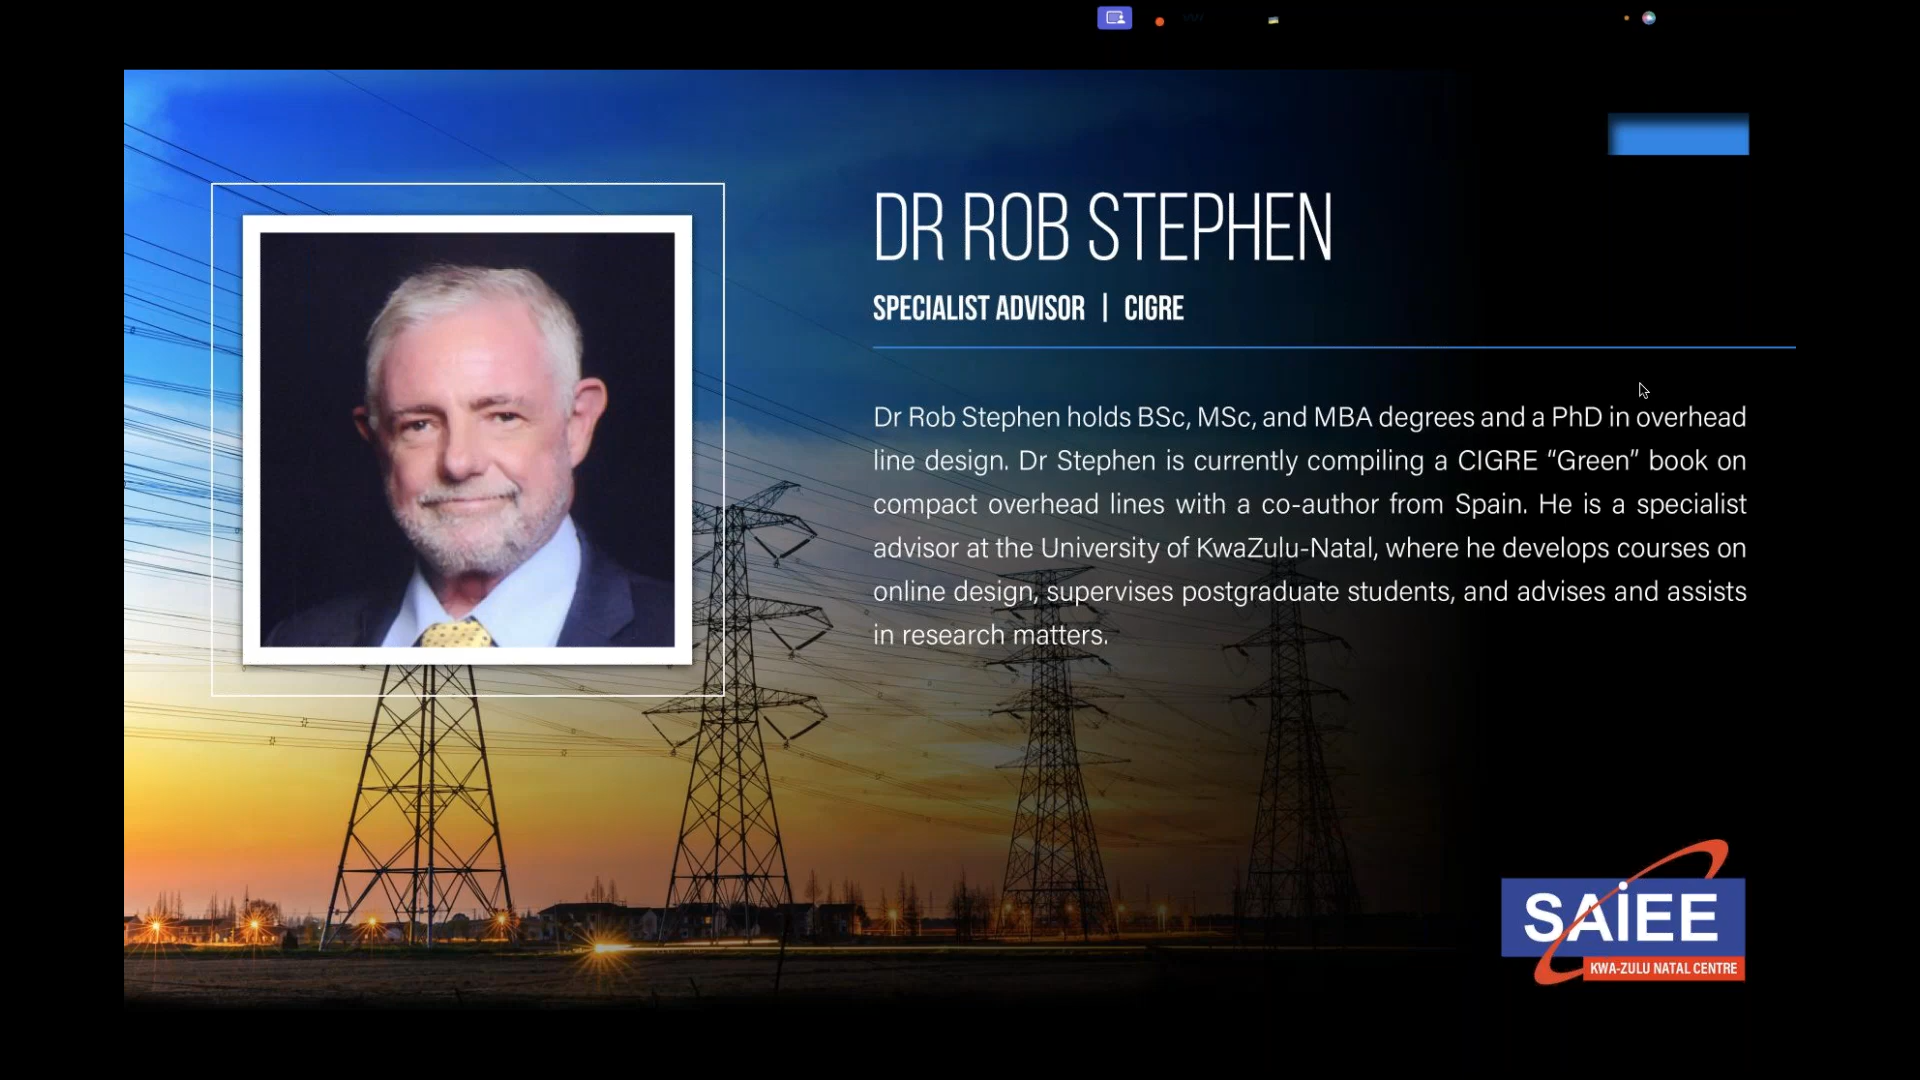 DR ROB STEPHEN
SPECIALIST ADVISOR | CIGRE
Dr Rob Stephen holds BSc, MSc, and MBA degrees and a PhD in overhead
line design. Dr Stephen is currently compiling a CIGRE “Green” book on
compact overhead lines with a co-author from Spain. He is a specialist
advisor at the University of KwaZulu-Natal, where he develops courses on
online design, supervises postgraduate students, and advises and assists
in research matters.
SAiEE
KWA-ZULU NATAL CENTRE